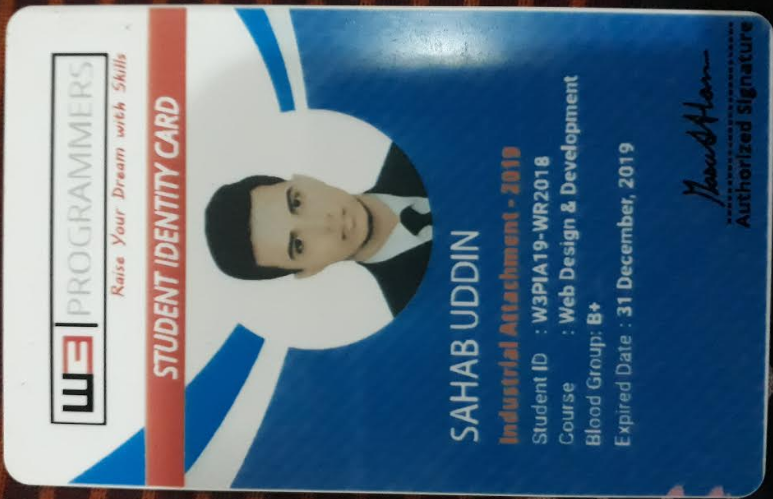 W3 PROGRAMMERS
Raise Your Dream with Skills
STUDENT IDENTITY CARD
SAHAB UDDIN
Industrial Attachment - 2019
Student ID : W3PIA19-WR2018
Course : Web Design & Development
Blood Group: B+
Expired Date : 31 December, 2019
Authorized Signature